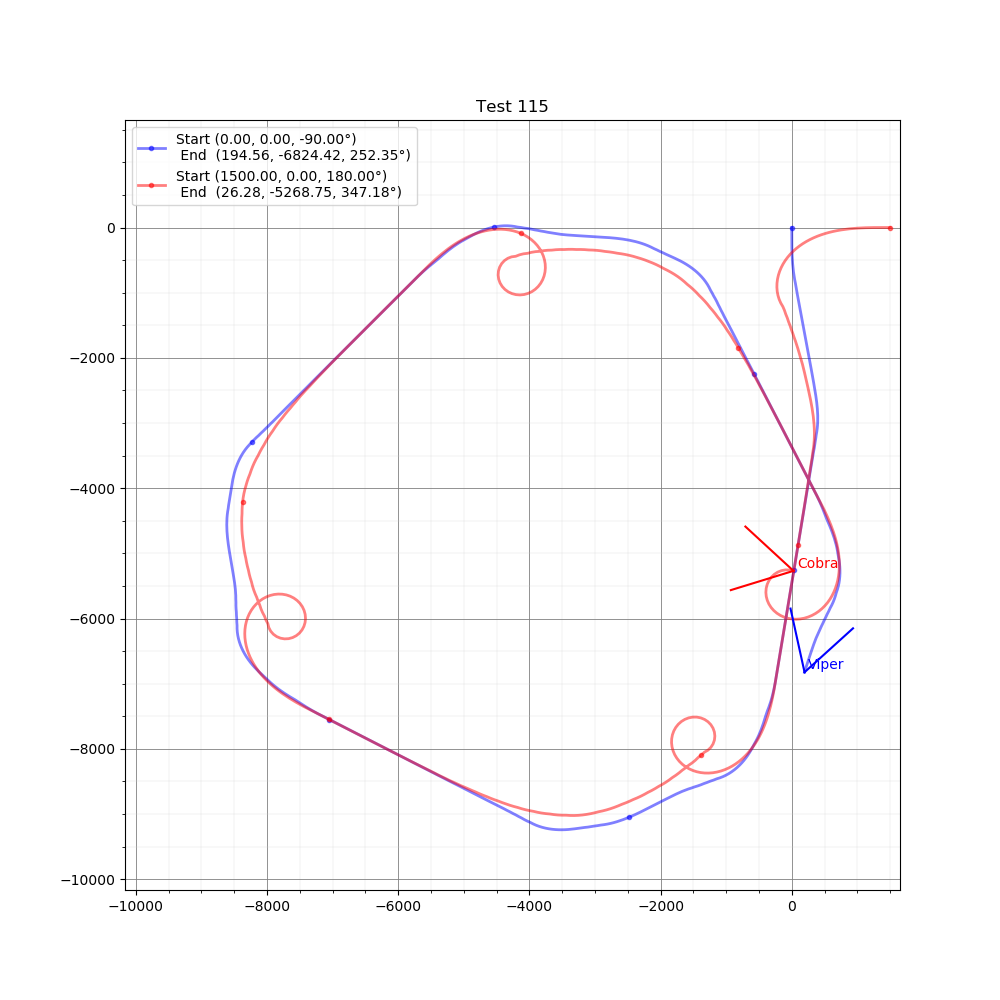 Test 115
Start (0.00, 0.00, -90.00°)
End (194.56, -6824.42, 252.35°)
Start (1500.00, 0.00, 180.00°)
End (26.28, -5268.75, 347.18°)
0
−2000
−4000
−6000
−8000
−10000
Cobra
Viper
−10000 −8000 −6000 −4000 −2000 0